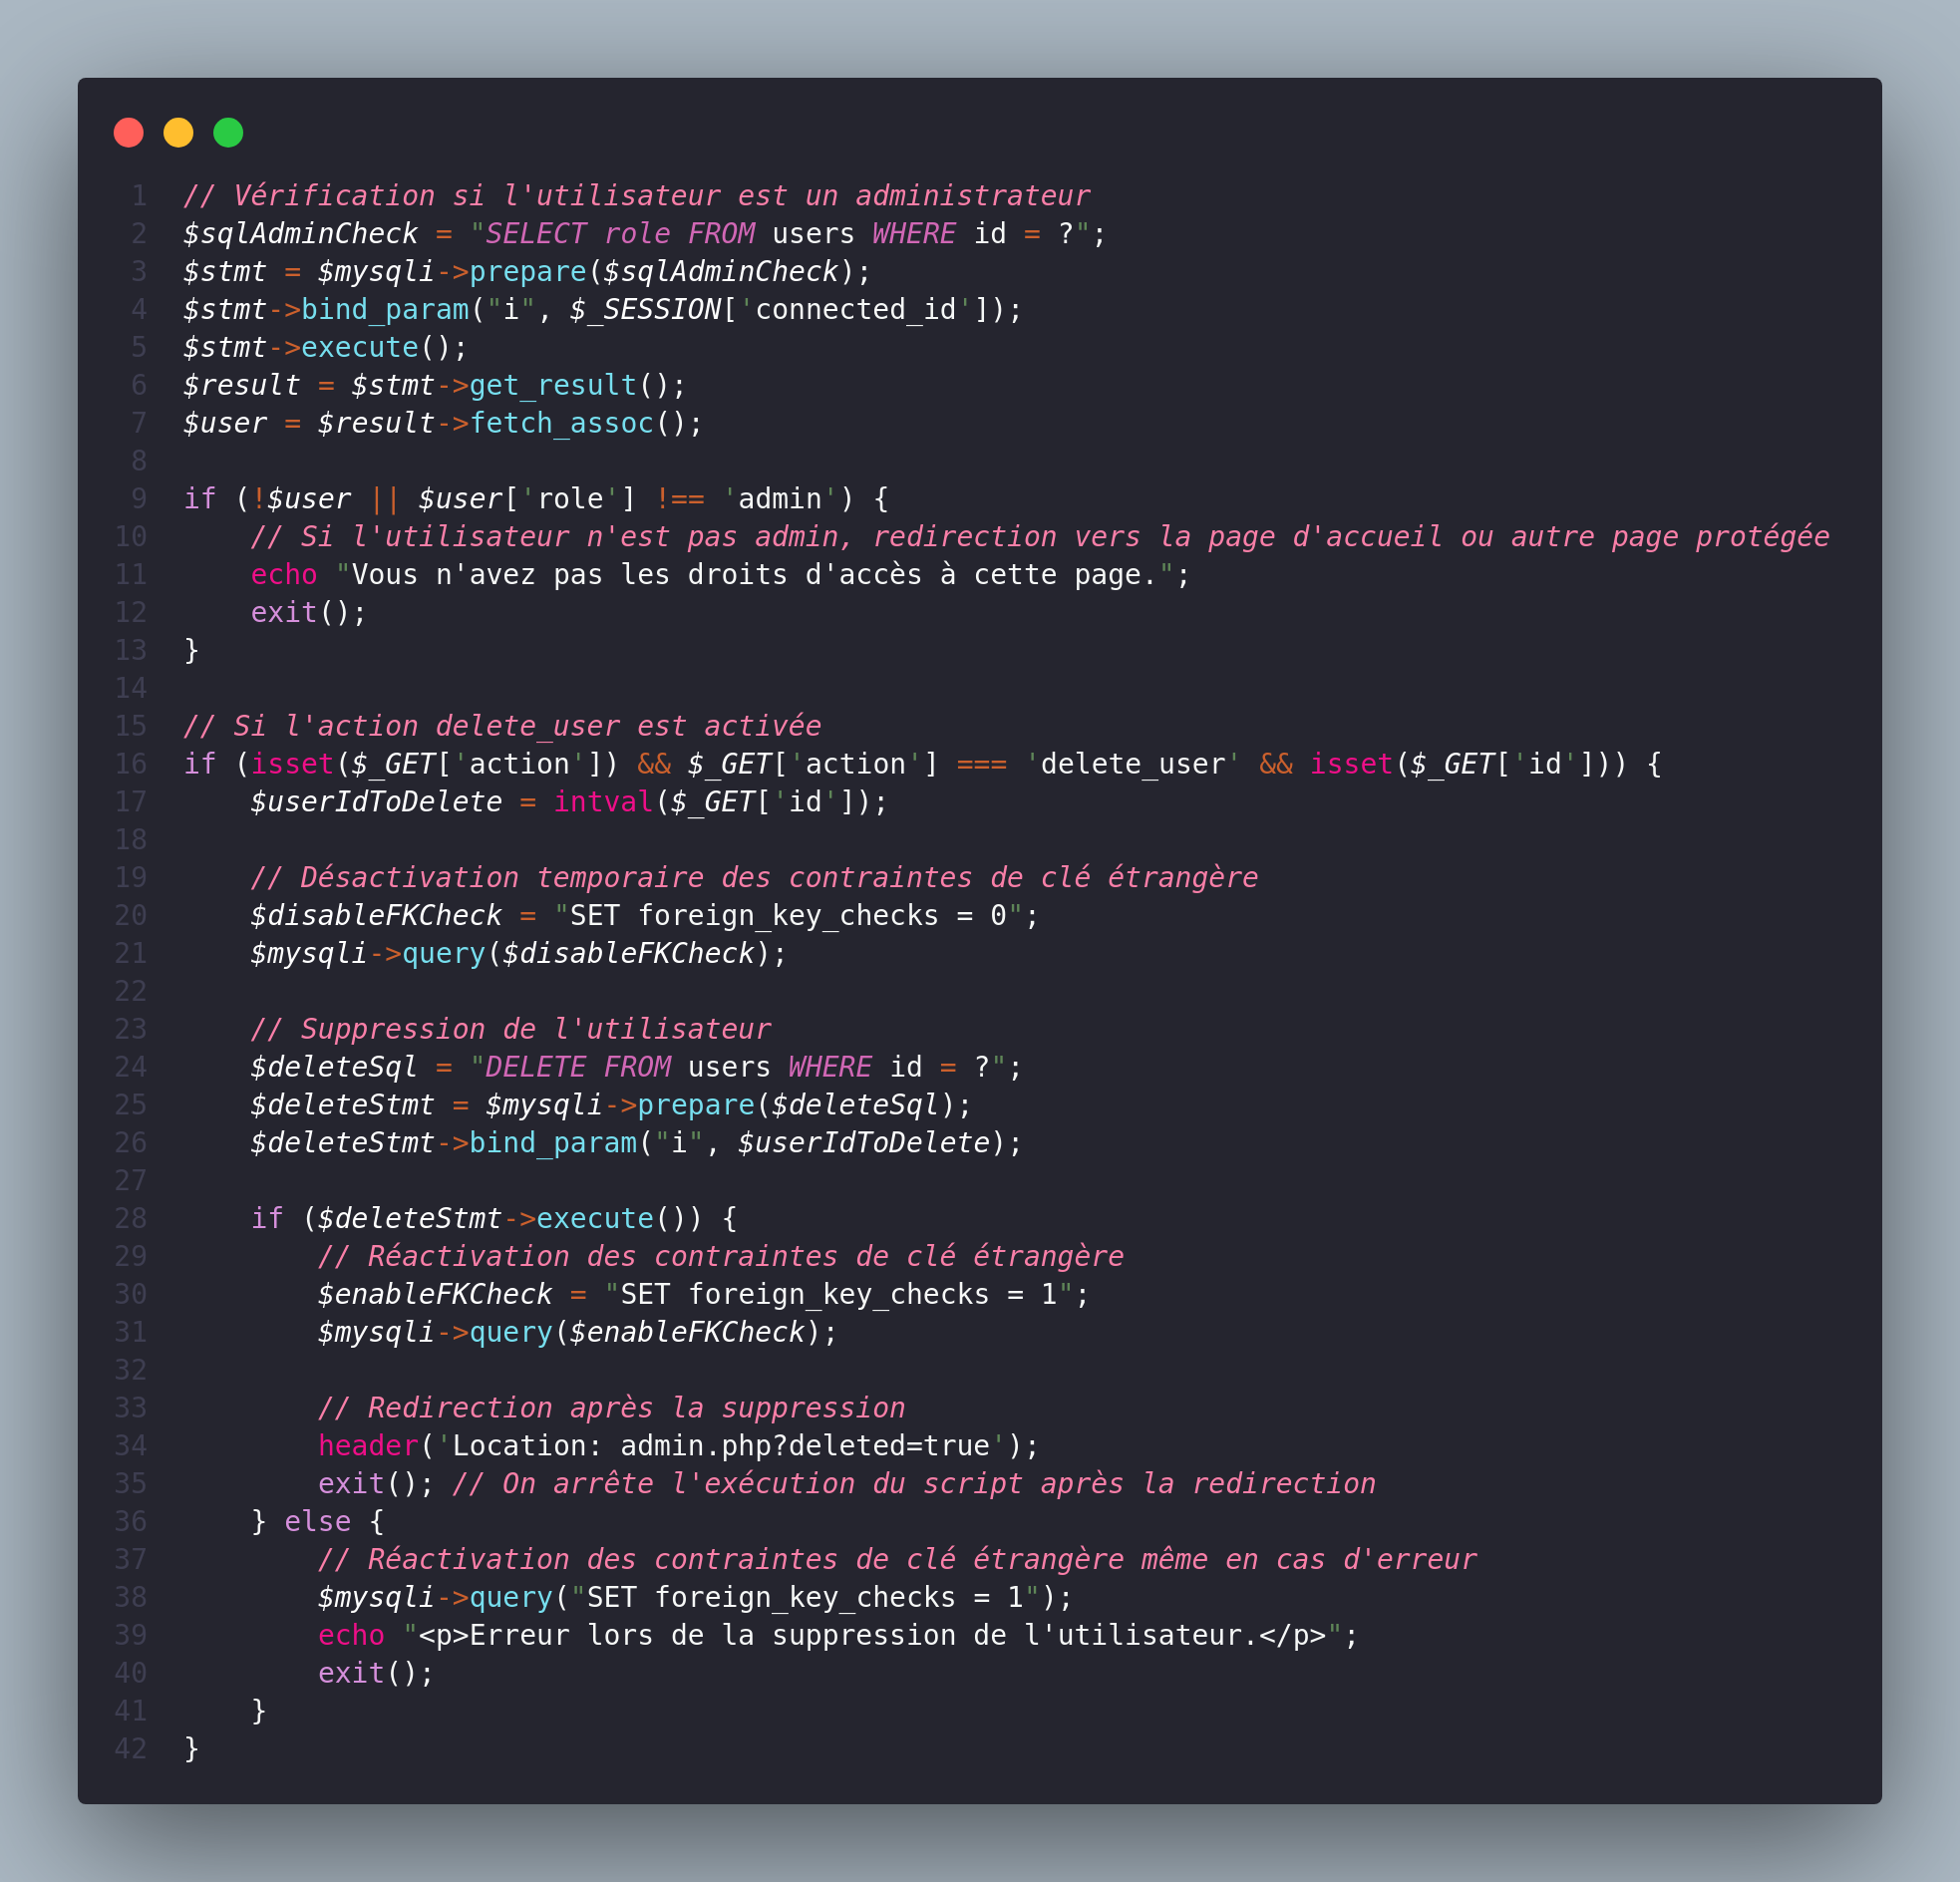 1 // Vérification si l'utilisateur est un administrateur
2 $sqlAdminCheck = "SELECT role FROM users WHERE id = ?";
3 $stmt = $mysqli->prepare($sqlAdminCheck);
4 $stmt->bind_param("i", $_SESSION['connected_id']);
5 $stmt->execute();
6 $result = $stmt->get_result();
7 $user = $result->fetch_assoc();
8
9 if (!$user || $user['role'] !== 'admin') {
10     // Si l'utilisateur n'est pas admin, redirection vers la page d'accueil ou autre page protégée
11     echo "Vous n'avez pas les droits d'accès à cette page.";
12     exit();
13 }
14
15 // Si l'action delete_user est activée
16 if (isset($_GET['action']) && $_GET['action'] === 'delete_user' && isset($_GET['id'])) {
17     $userIdToDelete = intval($_GET['id']);
18
19     // Désactivation temporaire des contraintes de clé étrangère
20     $disableFKCheck = "SET foreign_key_checks = 0";
21     $mysqli->query($disableFKCheck);
22
23     // Suppression de l'utilisateur
24     $deleteSql = "DELETE FROM users WHERE id = ?";
25     $deleteStmt = $mysqli->prepare($deleteSql);
26     $deleteStmt->bind_param("i", $userIdToDelete);
27
28     if ($deleteStmt->execute()) {
29         // Réactivation des contraintes de clé étrangère
30         $enableFKCheck = "SET foreign_key_checks = 1";
31         $mysqli->query($enableFKCheck);
32
33         // Redirection après la suppression
34         header('Location: admin.php?deleted=true');
35         exit(); // On arrête l'exécution du script après la redirection
36     } else {
37         // Réactivation des contraintes de clé étrangère même en cas d'erreur
38         $mysqli->query("SET foreign_key_checks = 1");
39         echo "<p>Erreur lors de la suppression de l'utilisateur.</p>";
40         exit();
41     }
42 }